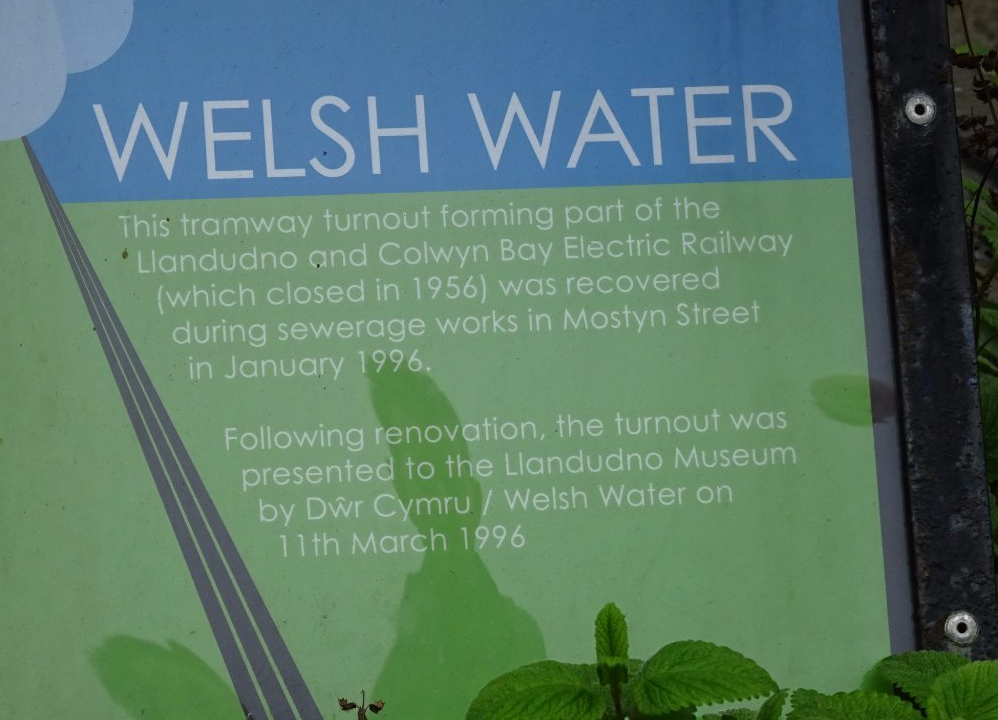 WELSH WATER
This tramway turnout forming part of the
Llandudno and Colwyn Bay Electric Railway
(which closed in 1956) was recovered
during sewerage works in Mostyn Street
in January 1996.
Following renovation, the turnout was
presented to the Llandudno Museum
by Dŵr Cymru / Welsh Water on
11th March 1996